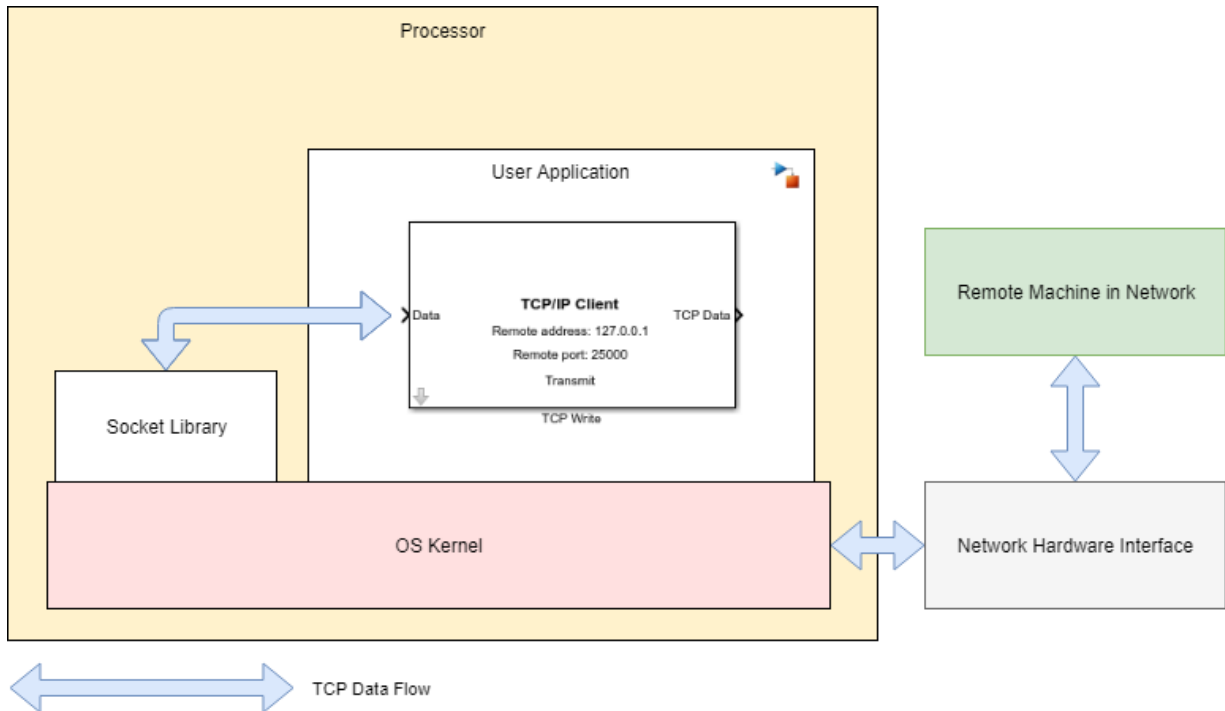 Processor
User Application
TCP/IP Client
Data
TCP Data
Remote address: 127.0.0.1
Remote port: 25000
Transmit
TCP Write
Socket Library
OS Kernel
Remote Machine in Network
Network Hardware Interface
TCP Data Flow